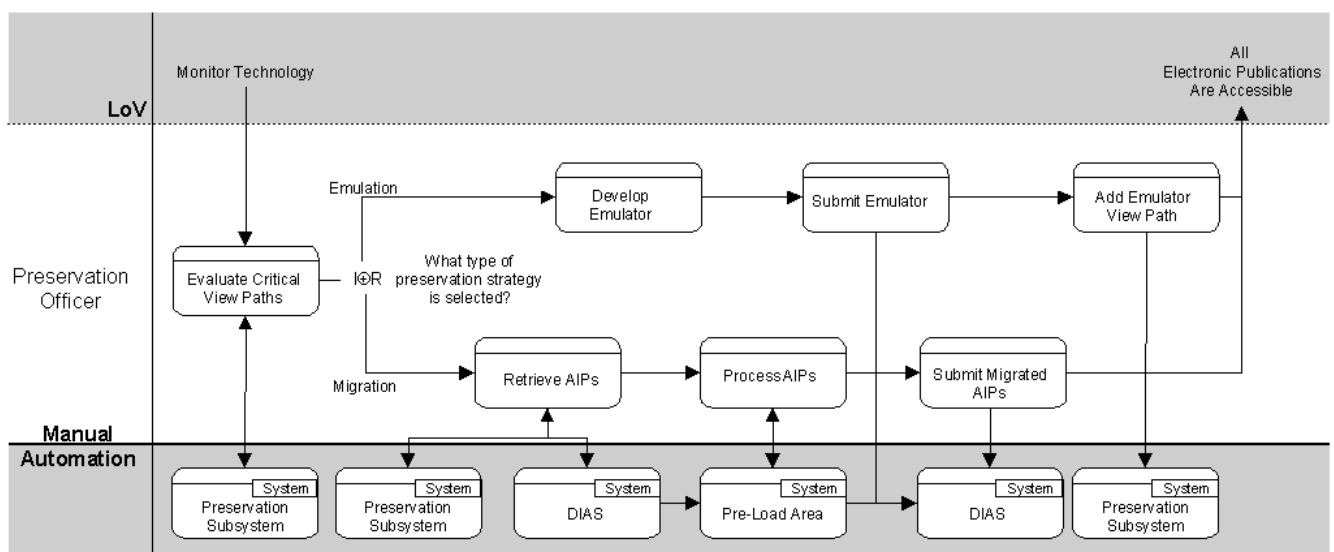 Monitor Technology
All
Electronic Publications
Are Accessible
LoV
Emulation
Develop
Emulator
Submit Emulator
Add Emulator
View Path
Preservation
Officer
Evaluate Critical
View Paths
What type of
preservation strategy
is selected?
Migration
Retrieve AIPs
ProcessAIPs
Submit Migrated
AIPs
Manual
Automation
System
Preservation
Subsystem
System
Preservation
Subsystem
System
DIAS
System
Pre-Load Area
System
DIAS
System
Preservation
Subsystem